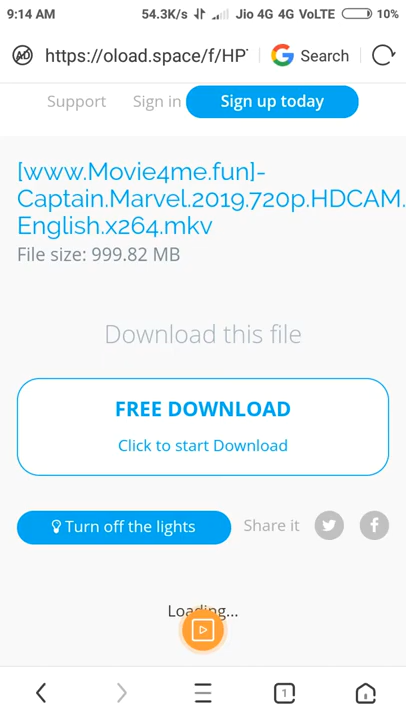 9:14 AM 54.3K/s Jio 4G 4G VoLTE 10%
AD https://oload.space/f/HP Search
Support Sign in Sign up today
[www.Movie4me.fun]-
Captain.Marvel.2019.720p.HDCAM.
English.x264.mkv
File size: 999.82 MB
Download this file
FREE DOWNLOAD
Click to start Download
Turn off the lights Share it
Loading...
1